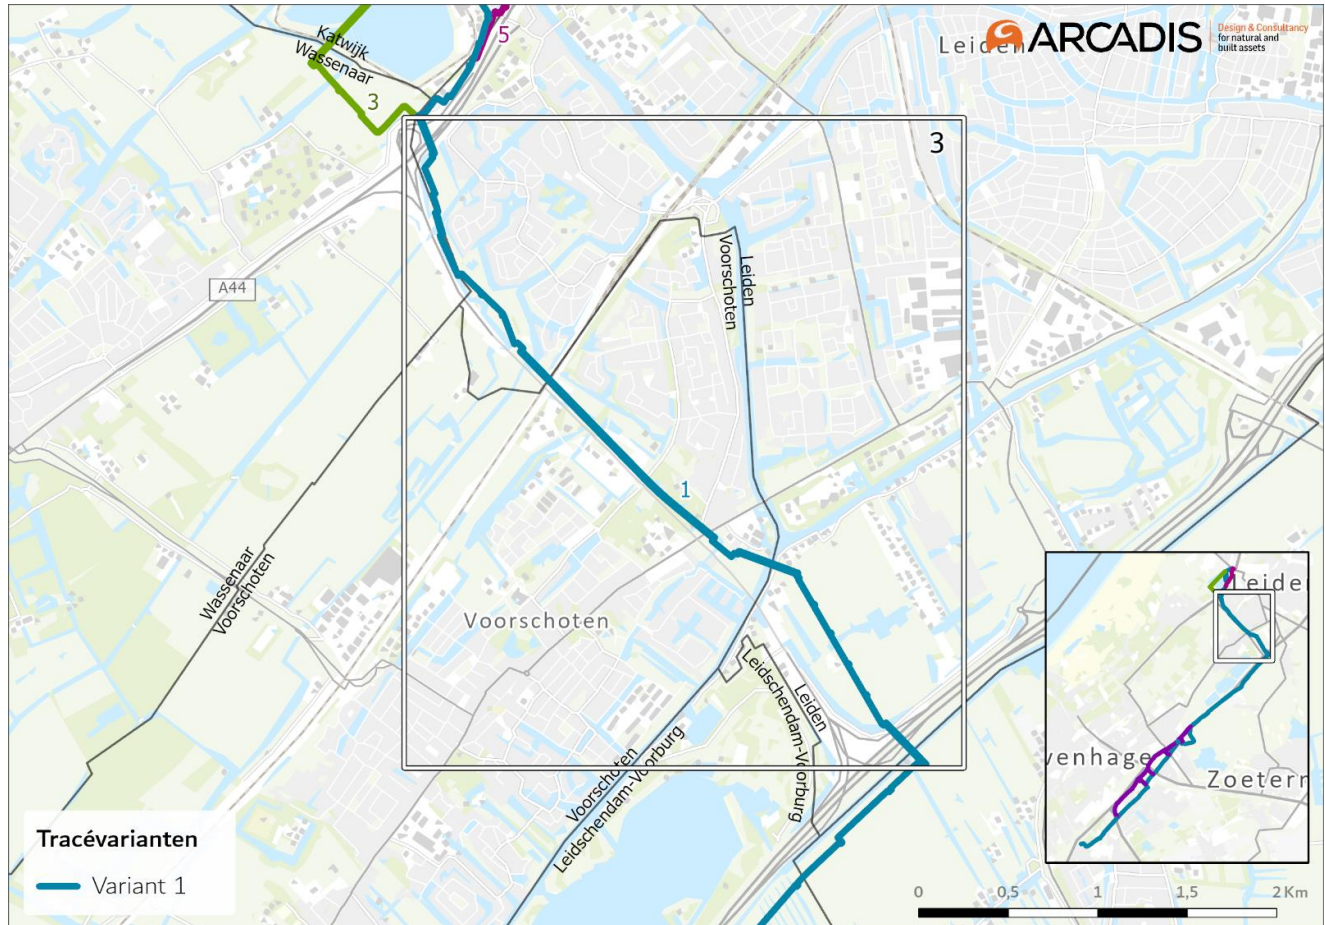 5
Katwijk
Wassenaar
3
Leiden
ARCADIS
Design & Consultancy
for natural and
built assets
3
A44
Leiden
Voorschoten
1
Wassenaar
Voorschoten
Voorschoten
Leidschendam-Voorburg
Leiden
Voorschoten
Leidschendam-Voorburg
Leiden
venhage
Zoeterm
Tracévarianten
Variant 1
0
0,5
1
1,5
2 Km